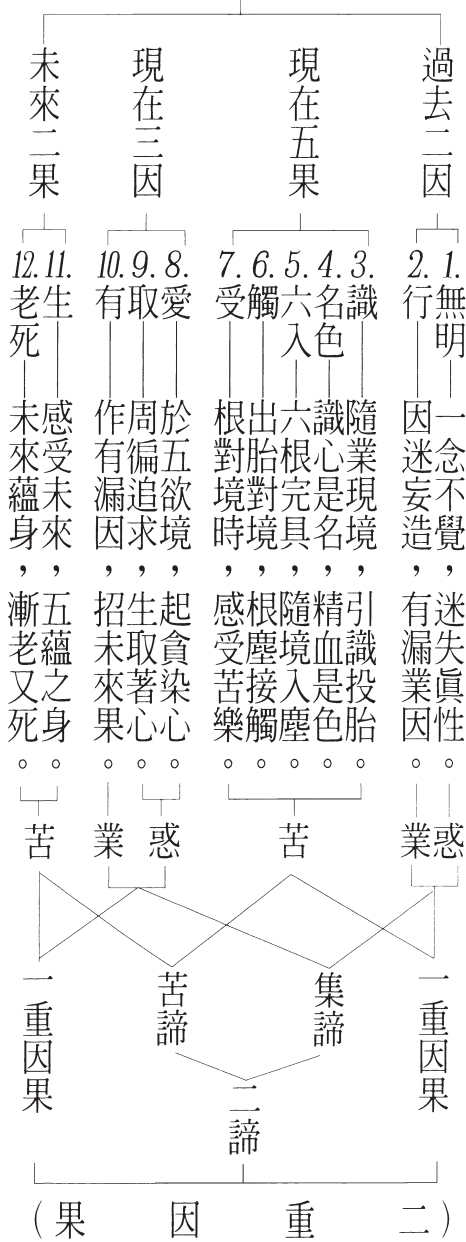 過去二因
現在五果
現在三因
未來二果
1.無明
一念不覺，迷失眞性。
2.行
因迷妄造，有漏業因。
3.識
隨業現境，引識投胎。
4.名色
識心是名，精血是色。
5.六入
六根完具，隨境入塵。
6.觸
出胎對境，根塵接觸。
7.受
根對境時，感受苦樂。
8.愛
於五欲境，起貪染心。
9.取
周徧追求，生取著心。
10.有
作有漏因，招未來果。
11.生
感受未來，五蘊之身。
12.老死
未來蘊身，漸老又死。
惑
業
苦
惑
業
苦
一重因果
集諦
苦諦
一重因果
二諦
（二重因果）